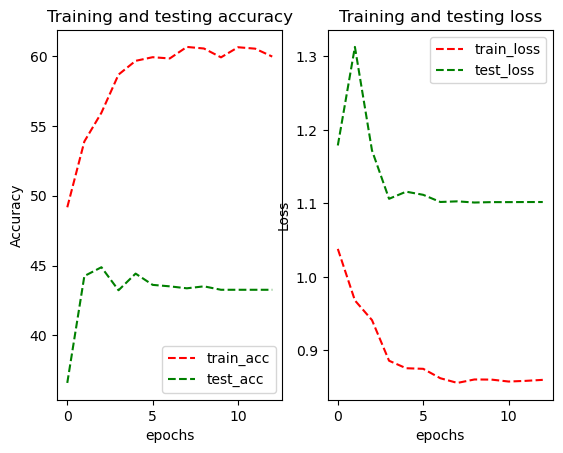 Training and testing accuracy
60
55
50
45
40
Accuracy
train_acc
test_acc
0
5
10
epochs
Training and testing loss
1.3
1.2
1.1
1.0
0.9
Loss
train_loss
test_loss
0
5
10
epochs